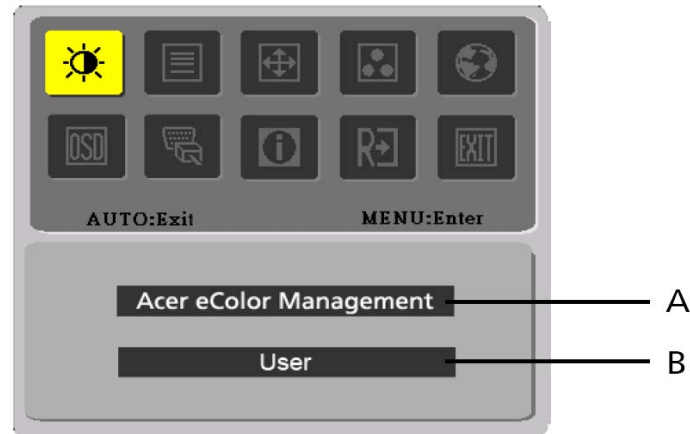 OSD
i
R
EXIT
AUTO:Exit MENU:Enter
Acer eColor Management A
User B